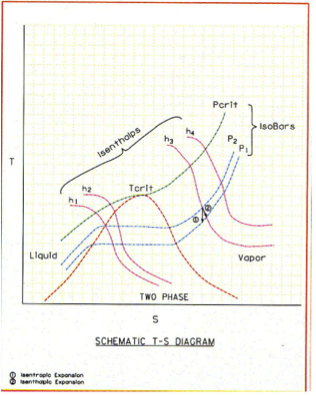 Pcrit
IsoBars
Isenthalps
h4
h3
P2
P1
T
Tcrit
h2
h1
Liquid
Vapor
① ②
TWO PHASE
S
SCHEMATIC T-S DIAGRAM
① Isentropic Expansion
② Isenthalpic Expansion